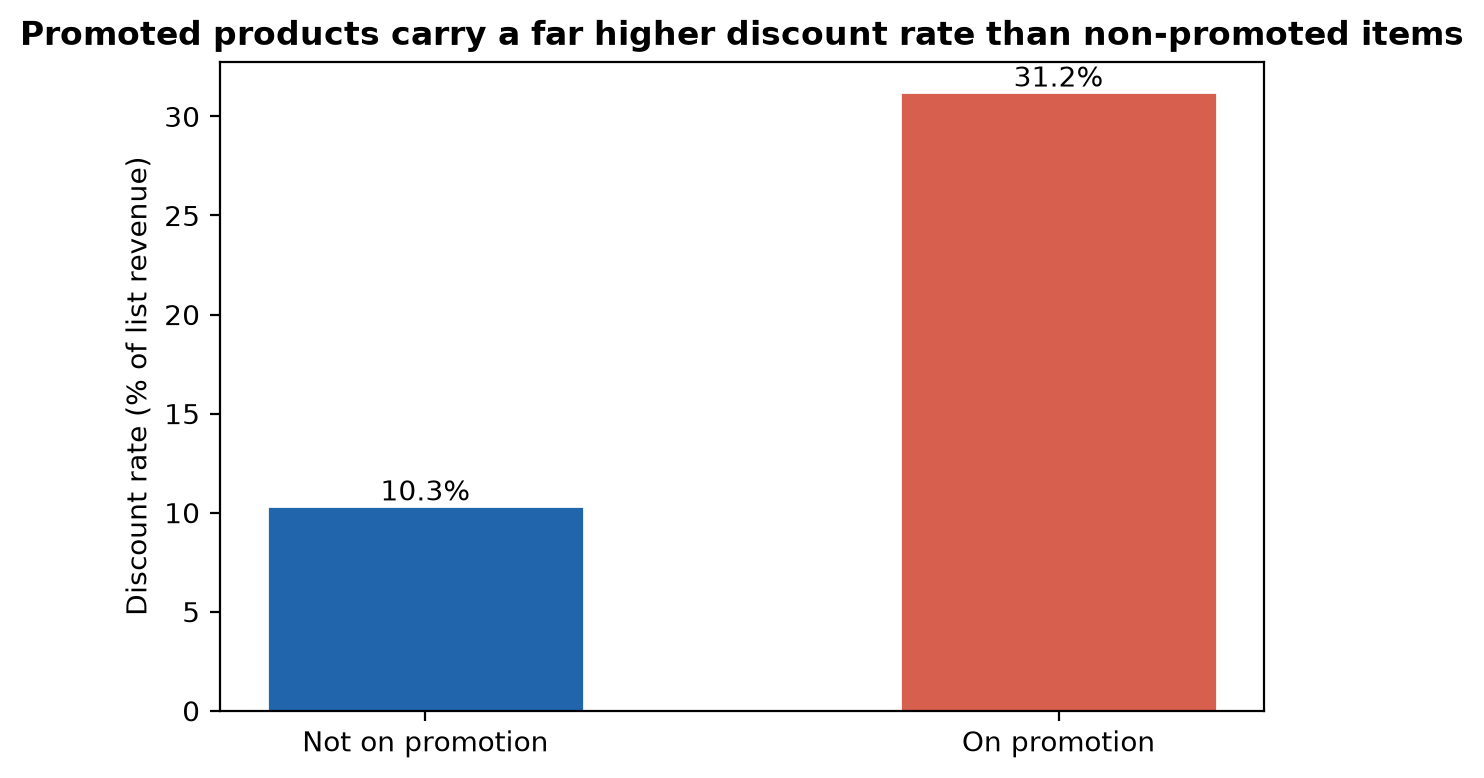 Promoted products carry a far higher discount rate than non-promoted items
Discount rate (% of list revenue)
30
25
20
15
10
5
0
10.3%
31.2%
Not on promotion
On promotion